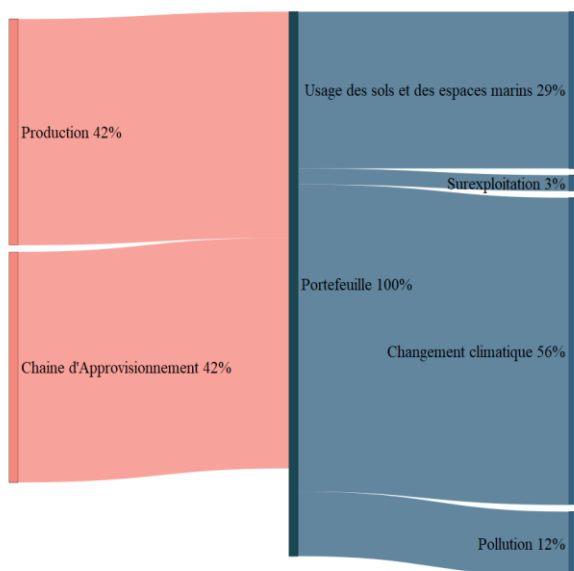 Production 42%
Chaine d'Approvisionnement 42%
Portefeuille 100%
Usage des sols et des espaces marins 29%
Surexploitation 3%
Changement climatique 56%
Pollution 12%